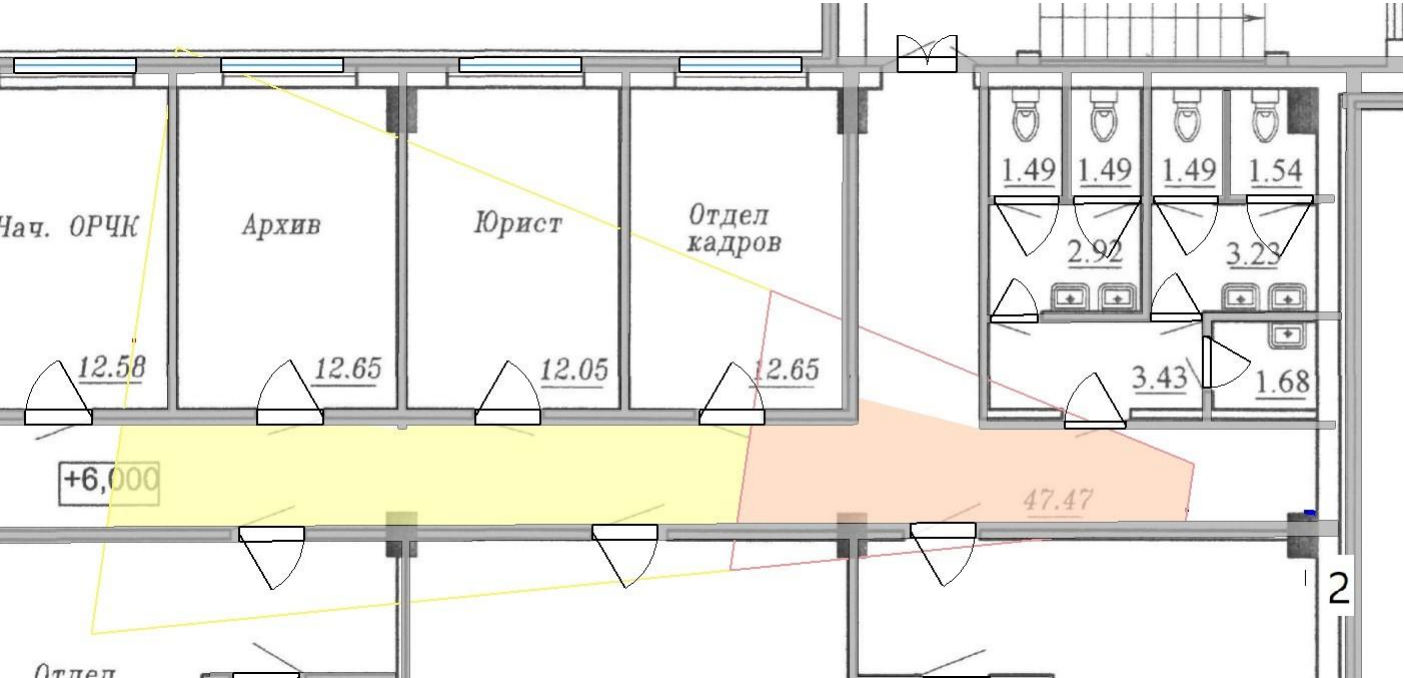 1.49
1.49
1.49
1.54
Нач. ОРЧК
Архив
Юрист
Отдел
кадров
2.92
3.23
12.58
12.65
12.05
12.65
3.43
1.68
+6,000
47.47
2
Отдел